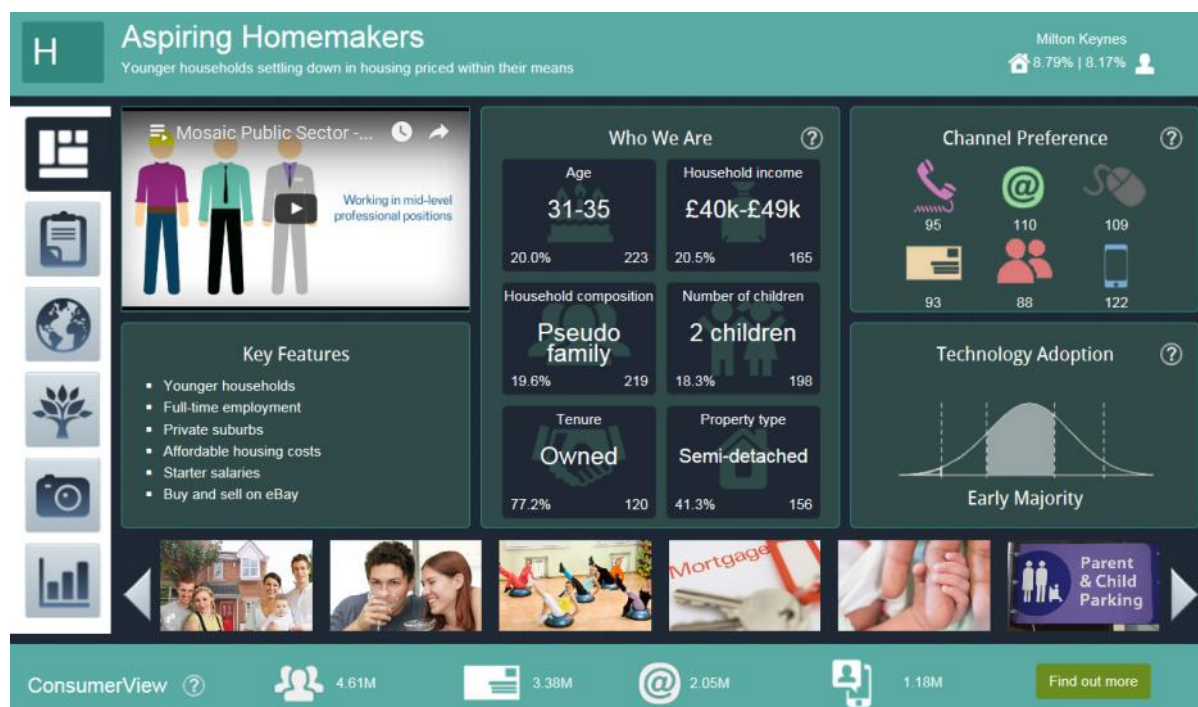 H
Aspiring Homemakers
Younger households settling down in housing priced within their means
Milton Keynes
8.79% | 8.17%
Mosaic Public Sector -...
Working in mid-level
professional positions
Key Features
Younger households
Full-time employment
Private suburbs
Affordable housing costs
Starter salaries
Buy and sell on eBay
Who We Are ?
Age
31-35
20.0% 223
Household income
£40k-£49k
20.5% 165
Household composition
Pseudo
family
19.6% 219
Number of children
2 children
18.3% 198
Tenure
Owned
77.2% 120
Property type
Semi-detached
41.3% 156
Channel Preference ?
@
95 110 109
93 88 122
Technology Adoption ?
Early Majority
Mortgage
Parent
& Child
Parking
ConsumerView ? 4.61M 3.38M @ 2.05M 1.18M Find out more